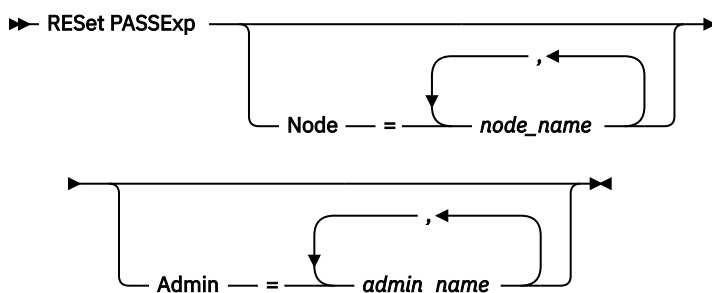 RESet PASSExp
,
Node = node_name
,
Admin = admin_name